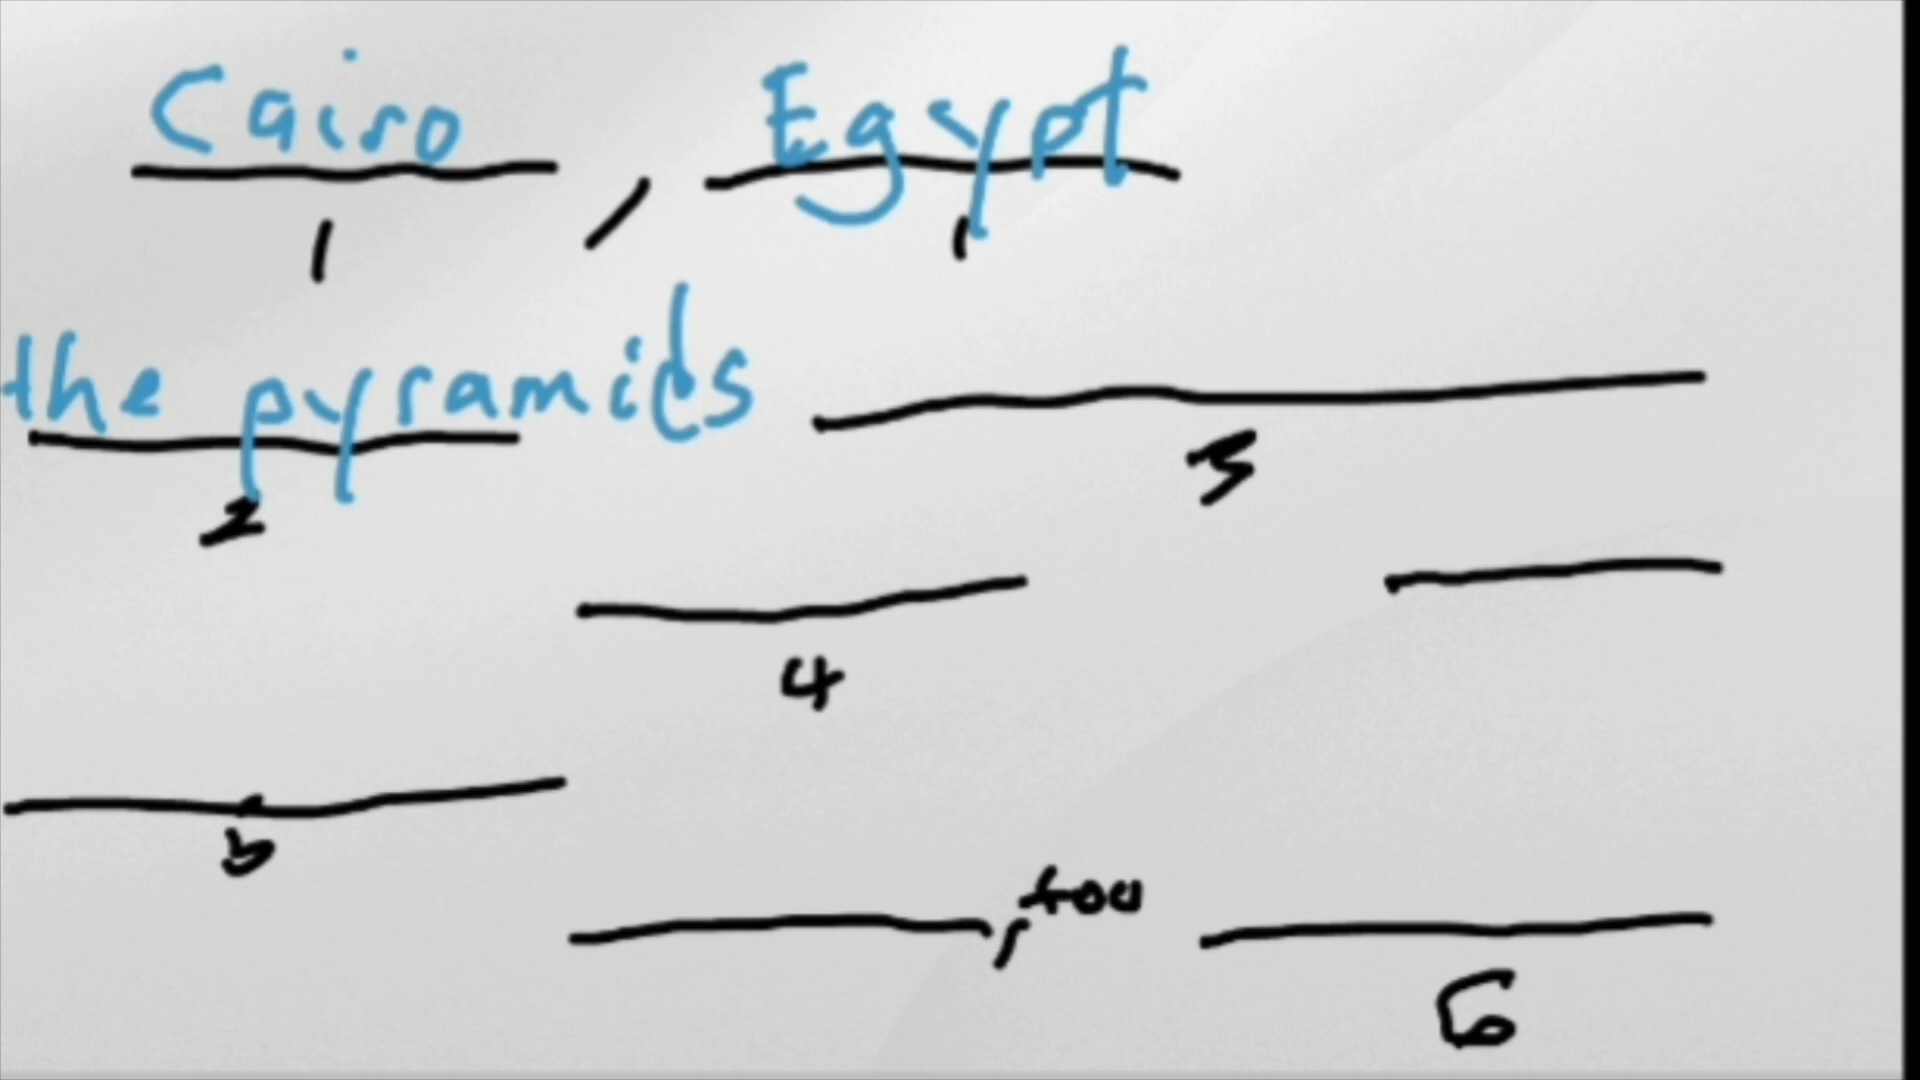 Cairo , Egypt
1 1
the pyramids
2 3
4
5
, too
6